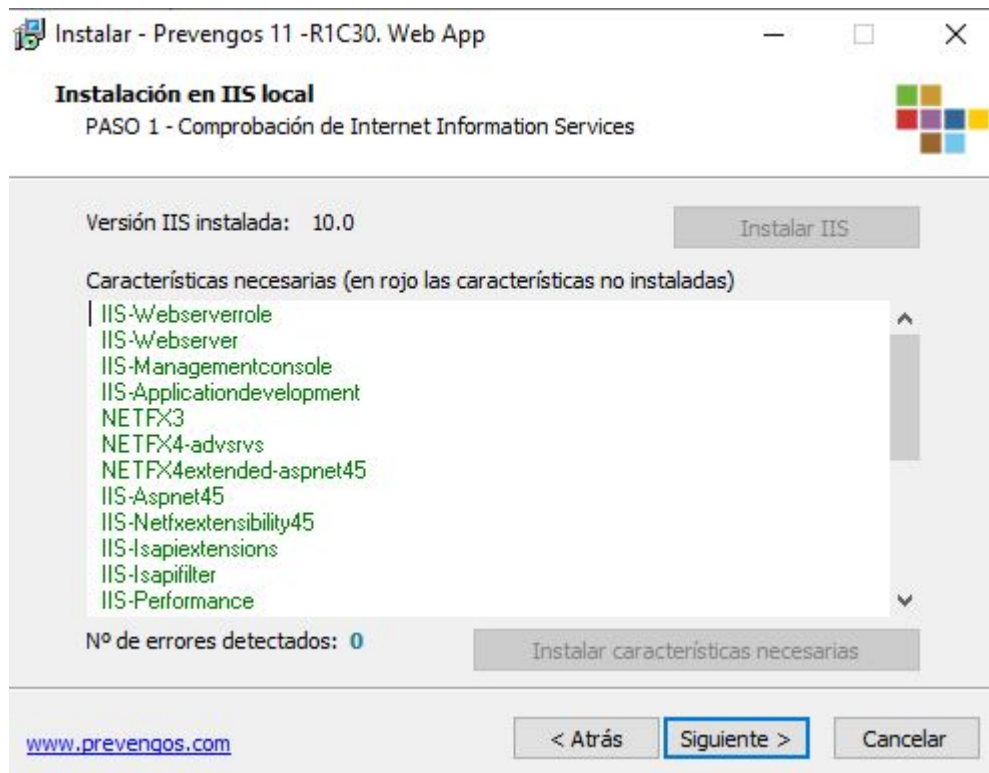 Instalar - Prevengos 11 -R1C30. Web App
Instalación en IIS local
PASO 1 - Comprobación de Internet Information Services
Versión IIS instalada: 10.0
Instalar IIS
Características necesarias (en rojo las características no instaladas)
IIS-Webserverrole
IIS-Webserver
IIS-Managementconsole
IIS-Applicationdevelopment
NETFX3
NETFX4-advsrvs
NETFX4extended-aspnet45
IIS-Aspnet45
IIS-Netfxextensibility45
IIS-Isapiextensions
IIS-Isapifilter
IIS-Performance
Nº de errores detectados: 0
Instalar características necesarias
www.prevengos.com
< Atrás
Siguiente >
Cancelar